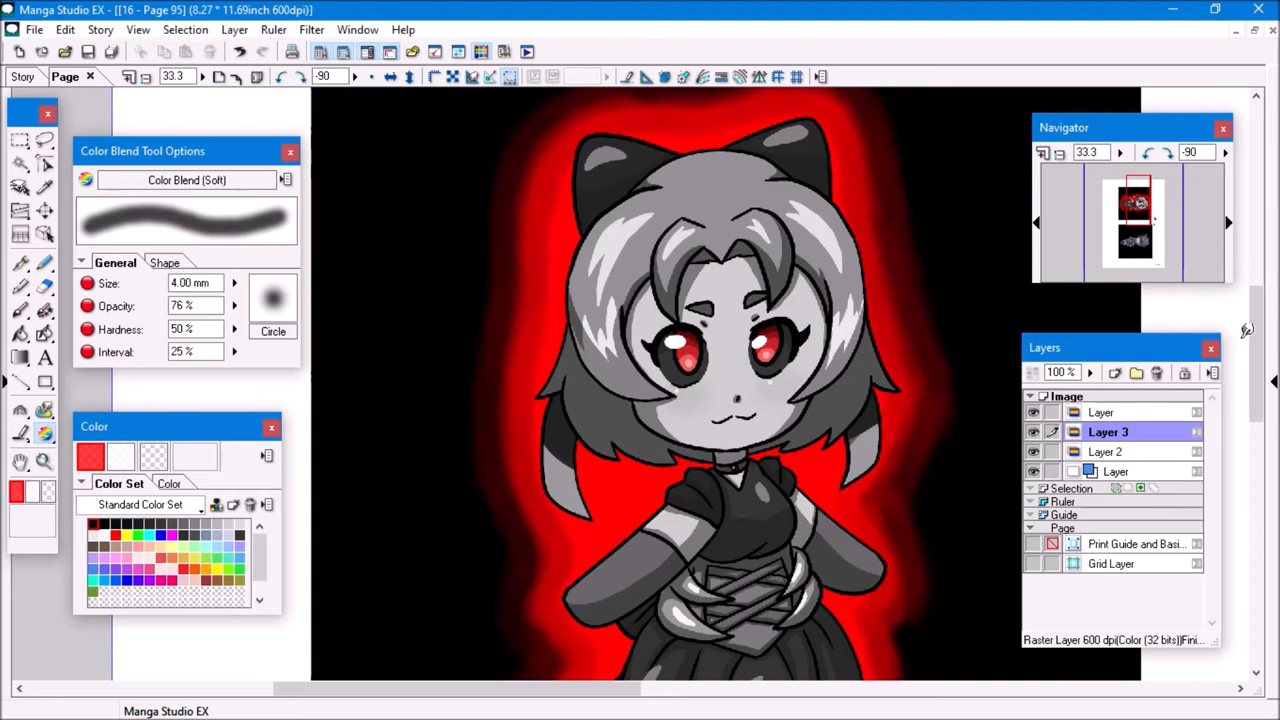 Manga Studio EX - [[16 - Page 95] (8.27 * 11.69inch 600dpi)]
File Edit Story View Selection Layer Ruler Filter Window Help
Story Page 33.3 -90
Color Blend Tool Options
Color Blend (Soft)
General Shape
Size: 4.00 mm
Opacity: 76 %
Hardness: 50 %
Interval: 25 %
Circle
Color
Color Set Color
Standard Color Set
Navigator
33.3 -90
Layers
100 %
Image
Layer
Layer 3
Layer 2
Layer
Selection
Ruler
Guide
Page
Print Guide and Basi...
Grid Layer
Raster Layer 600 dpi(Color (32 bits))Fini
Manga Studio EX